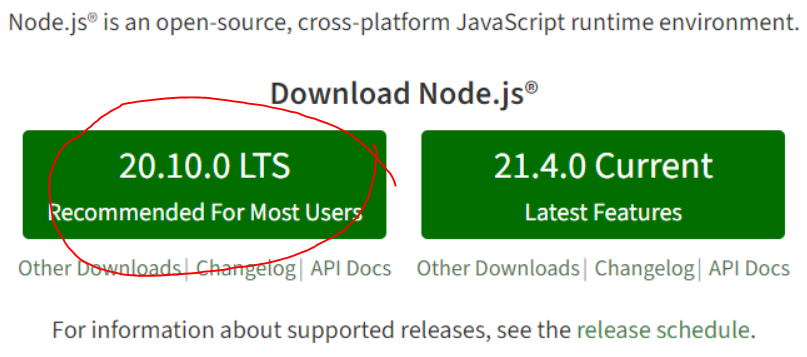 Node.js® is an open-source, cross-platform JavaScript runtime environment.
Download Node.js®
20.10.0 LTS
Recommended For Most Users
21.4.0 Current
Latest Features
Other Downloads | Changelog | API Docs
Other Downloads | Changelog | API Docs
For information about supported releases, see the release schedule.